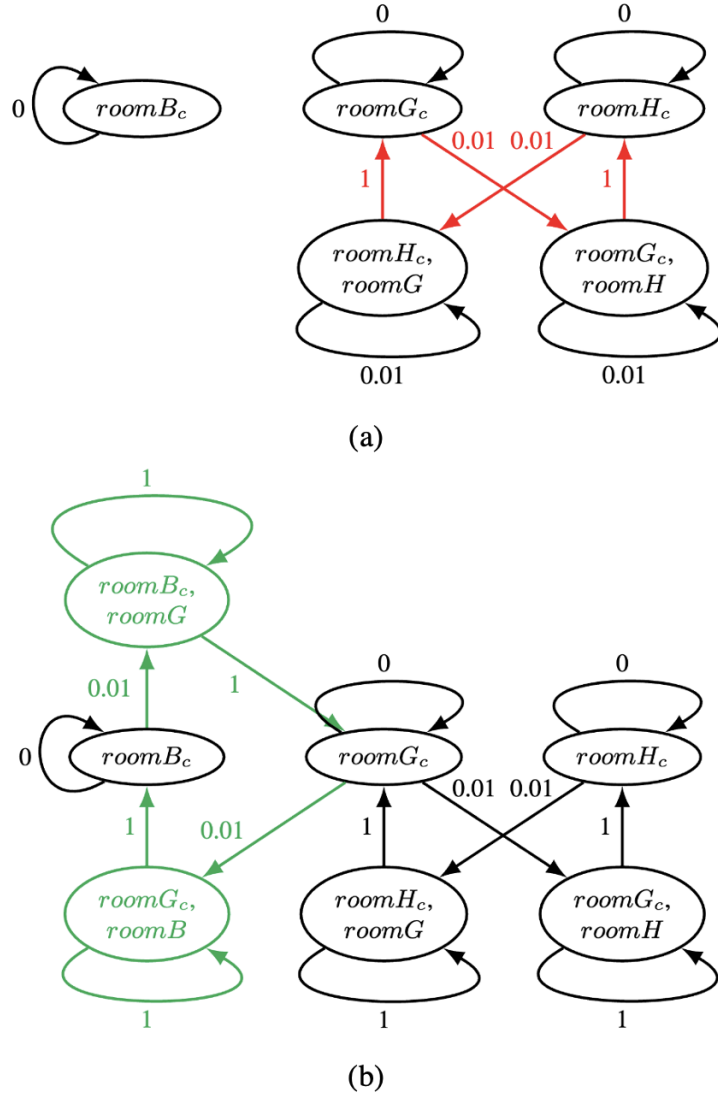 0 0
0 roomB_c roomG_c roomH_c
0.01 0.01
1 1
roomH_c, roomG_c,
roomG roomH
0.01 0.01
(a)
1
roomB_c,
roomG
0.01 1 0 0
0 roomB_c roomG_c roomH_c
0.01 0.01
1 0.01 1 1
roomG_c, roomH_c, roomG_c,
roomB roomG roomH
1 1 1
(b)